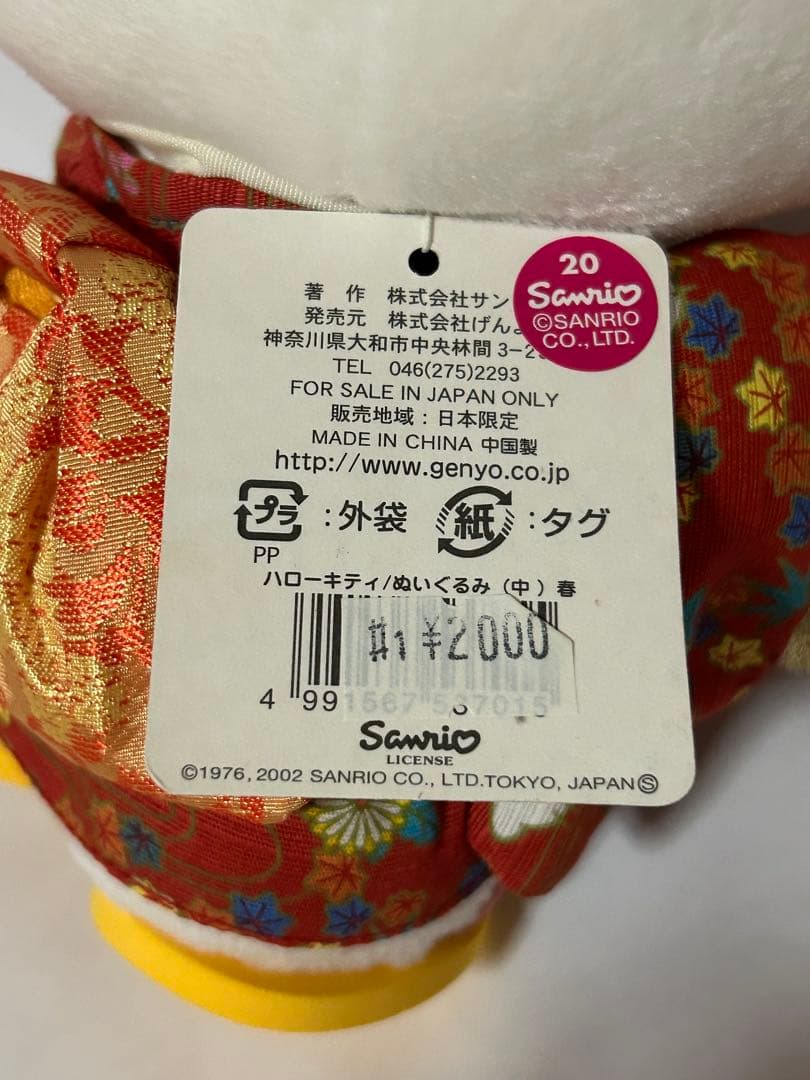 20
Sanrio
©SANRIO
CO.,LTD.
著 作 株式会社サン
発売元 株式会社げんよ
神奈川県大和市中央林間 3-2
TEL 046(275)2293
FOR SALE IN JAPAN ONLY
販売地域：日本限定
MADE IN CHINA 中国製
http://www.genyo.co.jp
プラ :外袋 紙 :タグ
PP
ハローキティ/ぬいぐるみ（中）春
¥2000
4 991567 537015
Sanrio
LICENSE
©1976, 2002 SANRIO CO., LTD.TOKYO, JAPAN Ⓢ